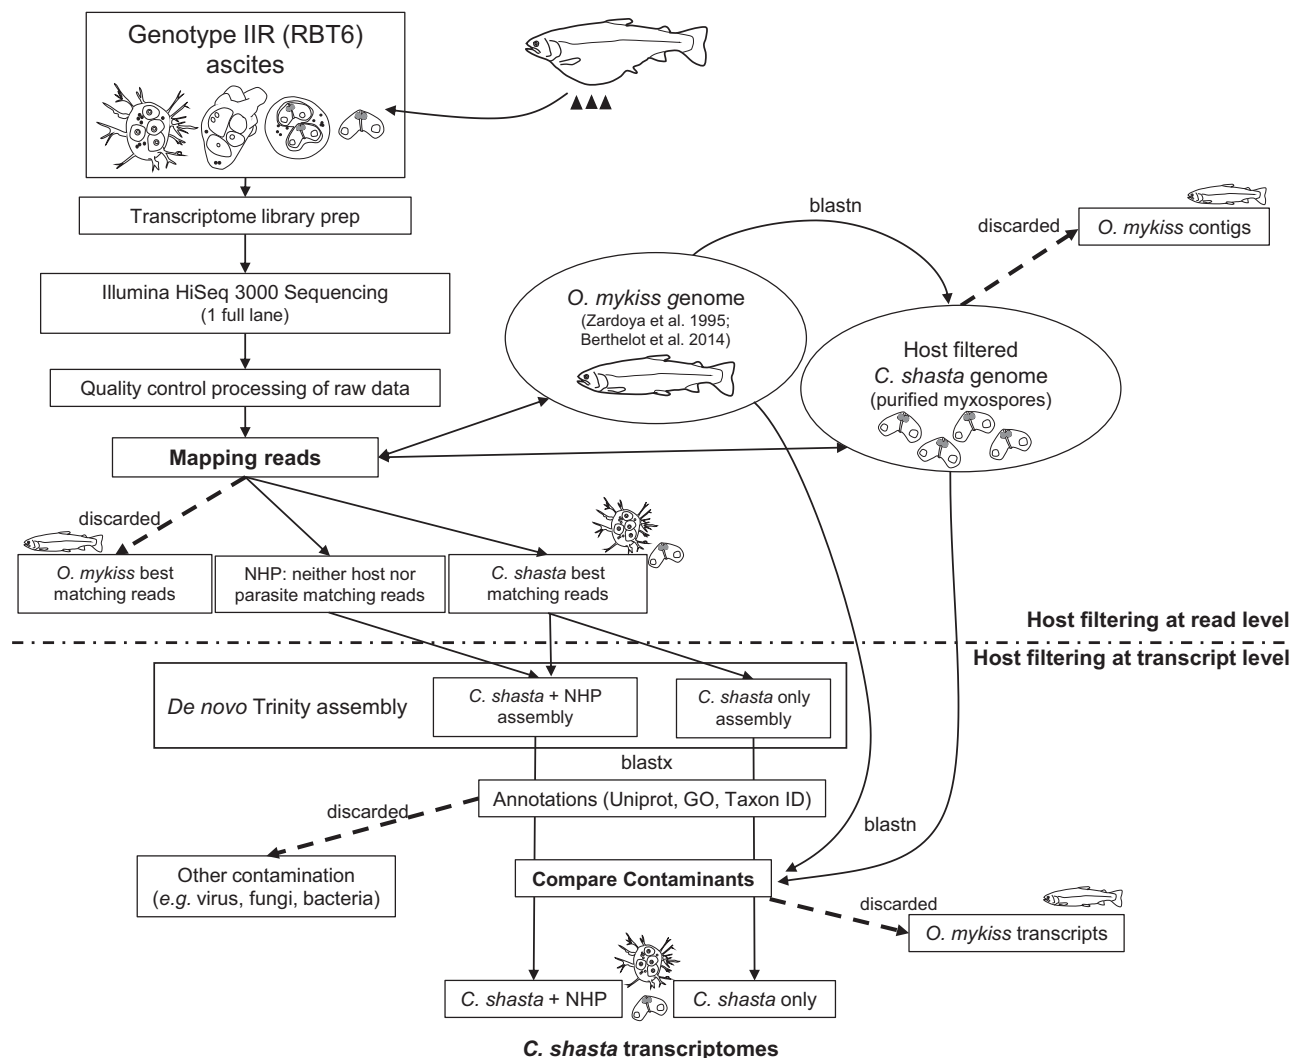 Genotype IIR (RBT6)
ascites
Transcriptome library prep
Illumina HiSeq 3000 Sequencing
(1 full lane)
Quality control processing of raw data
Mapping reads
blastn
discarded
O. mykiss contigs
O. mykiss genome
(Zardoya et al. 1995;
Berthelot et al. 2014)
Host filtered
C. shasta genome
(purified myxospores)
discarded
O. mykiss best
matching reads
NHP: neither host nor
parasite matching reads
C. shasta best
matching reads
Host filtering at read level
Host filtering at transcript level
De novo Trinity assembly
C. shasta + NHP
assembly
C. shasta only
assembly
blastx
Annotations (Uniprot, GO, Taxon ID)
discarded
blastn
Other contamination
(e.g. virus, fungi, bacteria)
Compare Contaminants
discarded
O. mykiss transcripts
C. shasta + NHP
C. shasta only
C. shasta transcriptomes